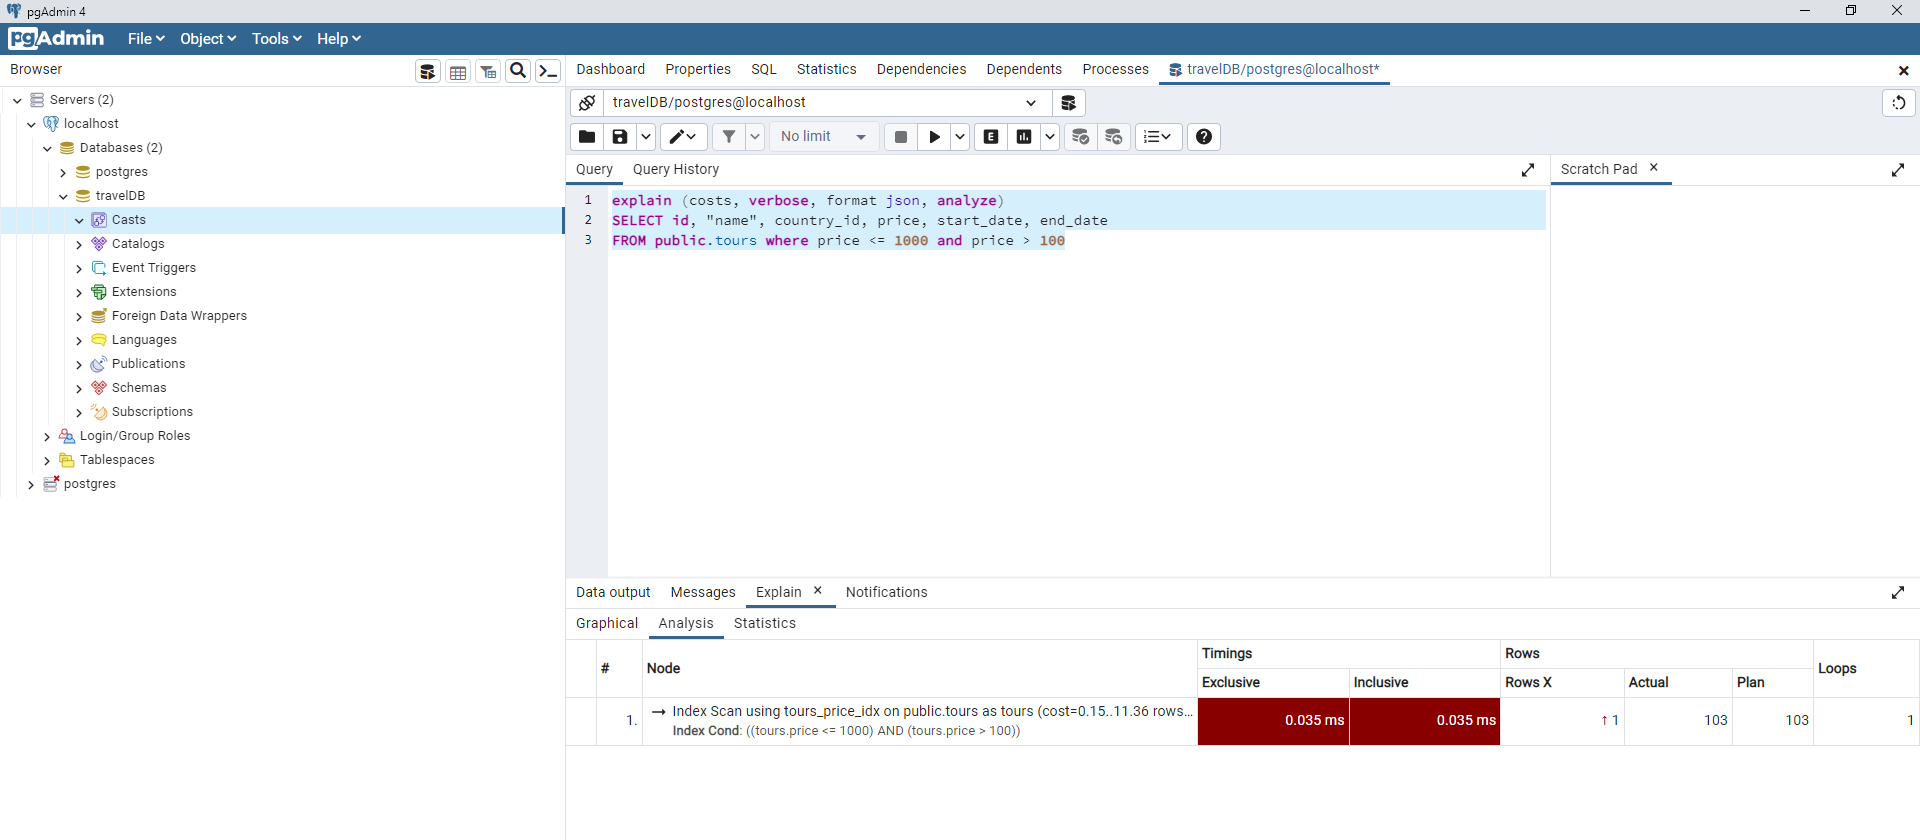 pgAdmin 4
pgAdmin File Object Tools Help
Browser
Dashboard Properties SQL Statistics Dependencies Dependents Processes travelDB/postgres@localhost*
Servers (2)
localhost
Databases (2)
postgres
travelDB
Casts
Catalogs
Event Triggers
Extensions
Foreign Data Wrappers
Languages
Publications
Schemas
Subscriptions
Login/Group Roles
Tablespaces
postgres
travelDB/postgres@localhost
No limit
E
Query Query History
Scratch Pad
1 explain (costs, verbose, format json, analyze)
2 SELECT id, "name", country_id, price, start_date, end_date
3 FROM public.tours where price <= 1000 and price > 100
Data output Messages Explain Notifications
Graphical Analysis Statistics
# Node Timings Rows Loops
Exclusive Inclusive Rows X Actual Plan
1. → Index Scan using tours_price_idx on public.tours as tours (cost=0.15..11.36 rows... 0.035 ms 0.035 ms ↑ 1 103 103 1
Index Cond: ((tours.price <= 1000) AND (tours.price > 100))